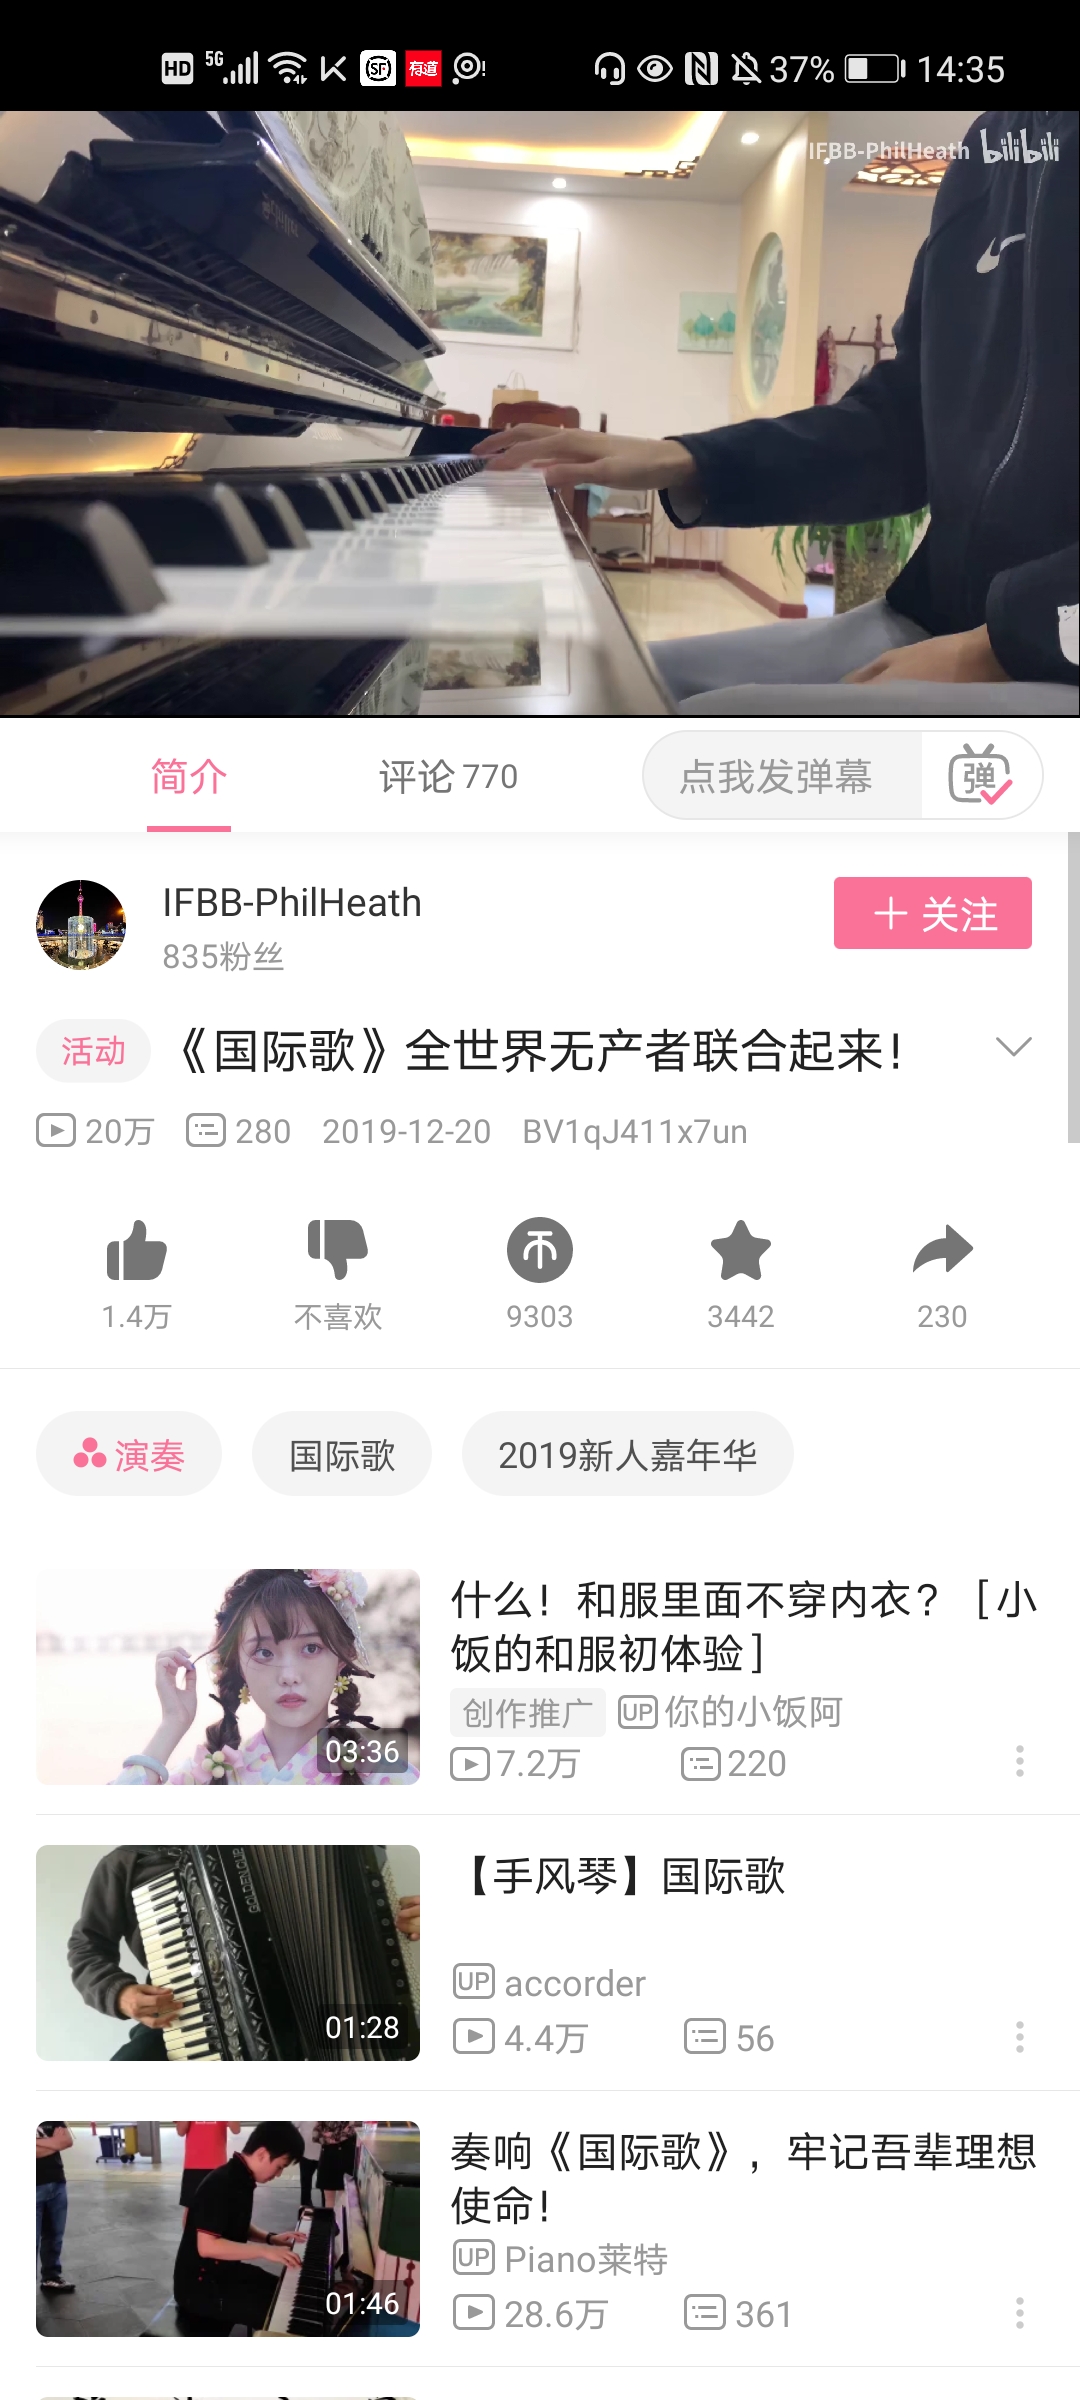 HD 5G SF 有道 37% 14:35
IFBB-PhilHeath bilibili
简介 评论 770 点我发弹幕 弹
IFBB-PhilHeath
835粉丝
关注
活动 《国际歌》全世界无产者联合起来！
20万 280 2019-12-20 BV1qJ411x7un
1.4万 不喜欢 9303 3442 230
演奏 国际歌 2019新人嘉年华
什么！和服里面不穿内衣？［小
饭的和服初体验］
创作推广 UP 你的小饭阿
03:36
7.2万 220
【手风琴】国际歌
UP accorder
01:28
4.4万 56
奏响《国际歌》，牢记吾辈理想
使命！
UP Piano莱特
01:46
28.6万 361